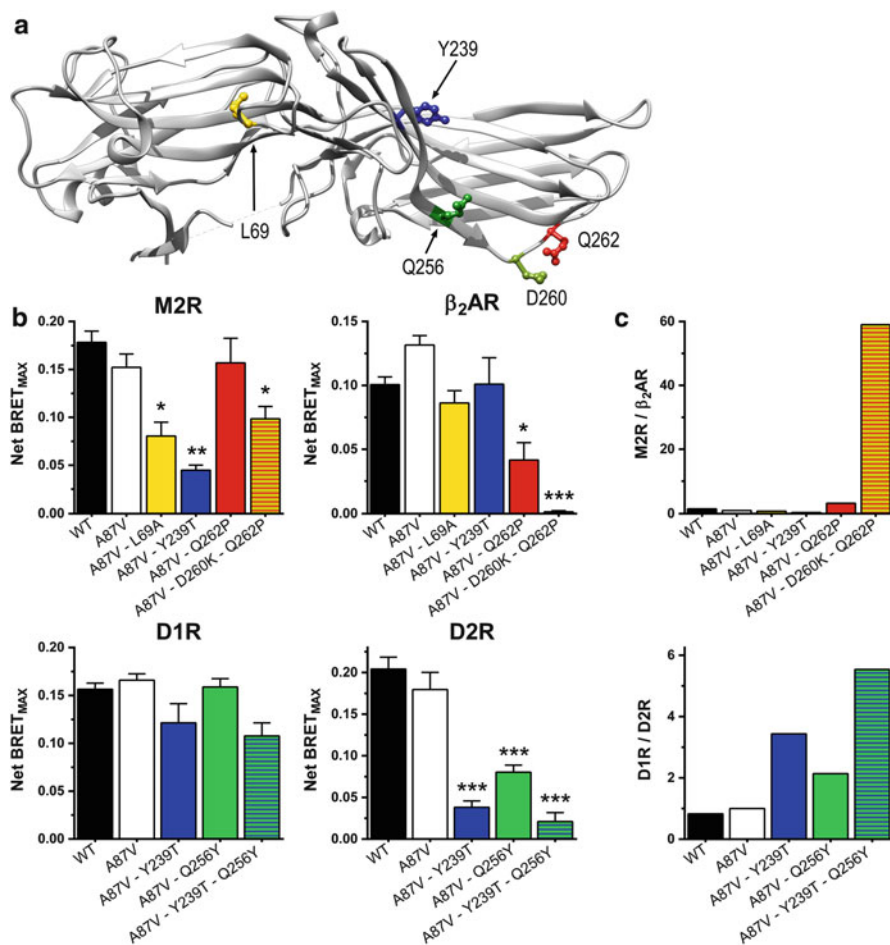 a
Y239
L69
Q256
Q262
D260
b
M2R
Net BRETMAX
0.20
0.15
0.10
0.05
0.00
*
**
*
WT
A87V
A87V - L69A
A87V - Y239T
A87V - Q262P
A87V - D260K - Q262P
β2AR
Net BRETMAX
0.15
0.10
0.05
0.00
*
***
WT
A87V
A87V - L69A
A87V - Y239T
A87V - Q262P
A87V - D260K - Q262P
c
M2R / β2AR
60
40
20
0
WT
A87V
A87V - L69A
A87V - Y239T
A87V - Q262P
A87V - D260K - Q262P
D1R
Net BRETMAX
0.20
0.15
0.10
0.05
0.00
WT
A87V
A87V - Y239T
A87V - Q256Y
A87V - Y239T - Q256Y
D2R
Net BRETMAX
0.20
0.15
0.10
0.05
0.00
***
***
***
WT
A87V
A87V - Y239T
A87V - Q256Y
A87V - Y239T - Q256Y
D1R / D2R
6
4
2
0
WT
A87V
A87V - Y239T
A87V - Q256Y
A87V - Y239T - Q256Y